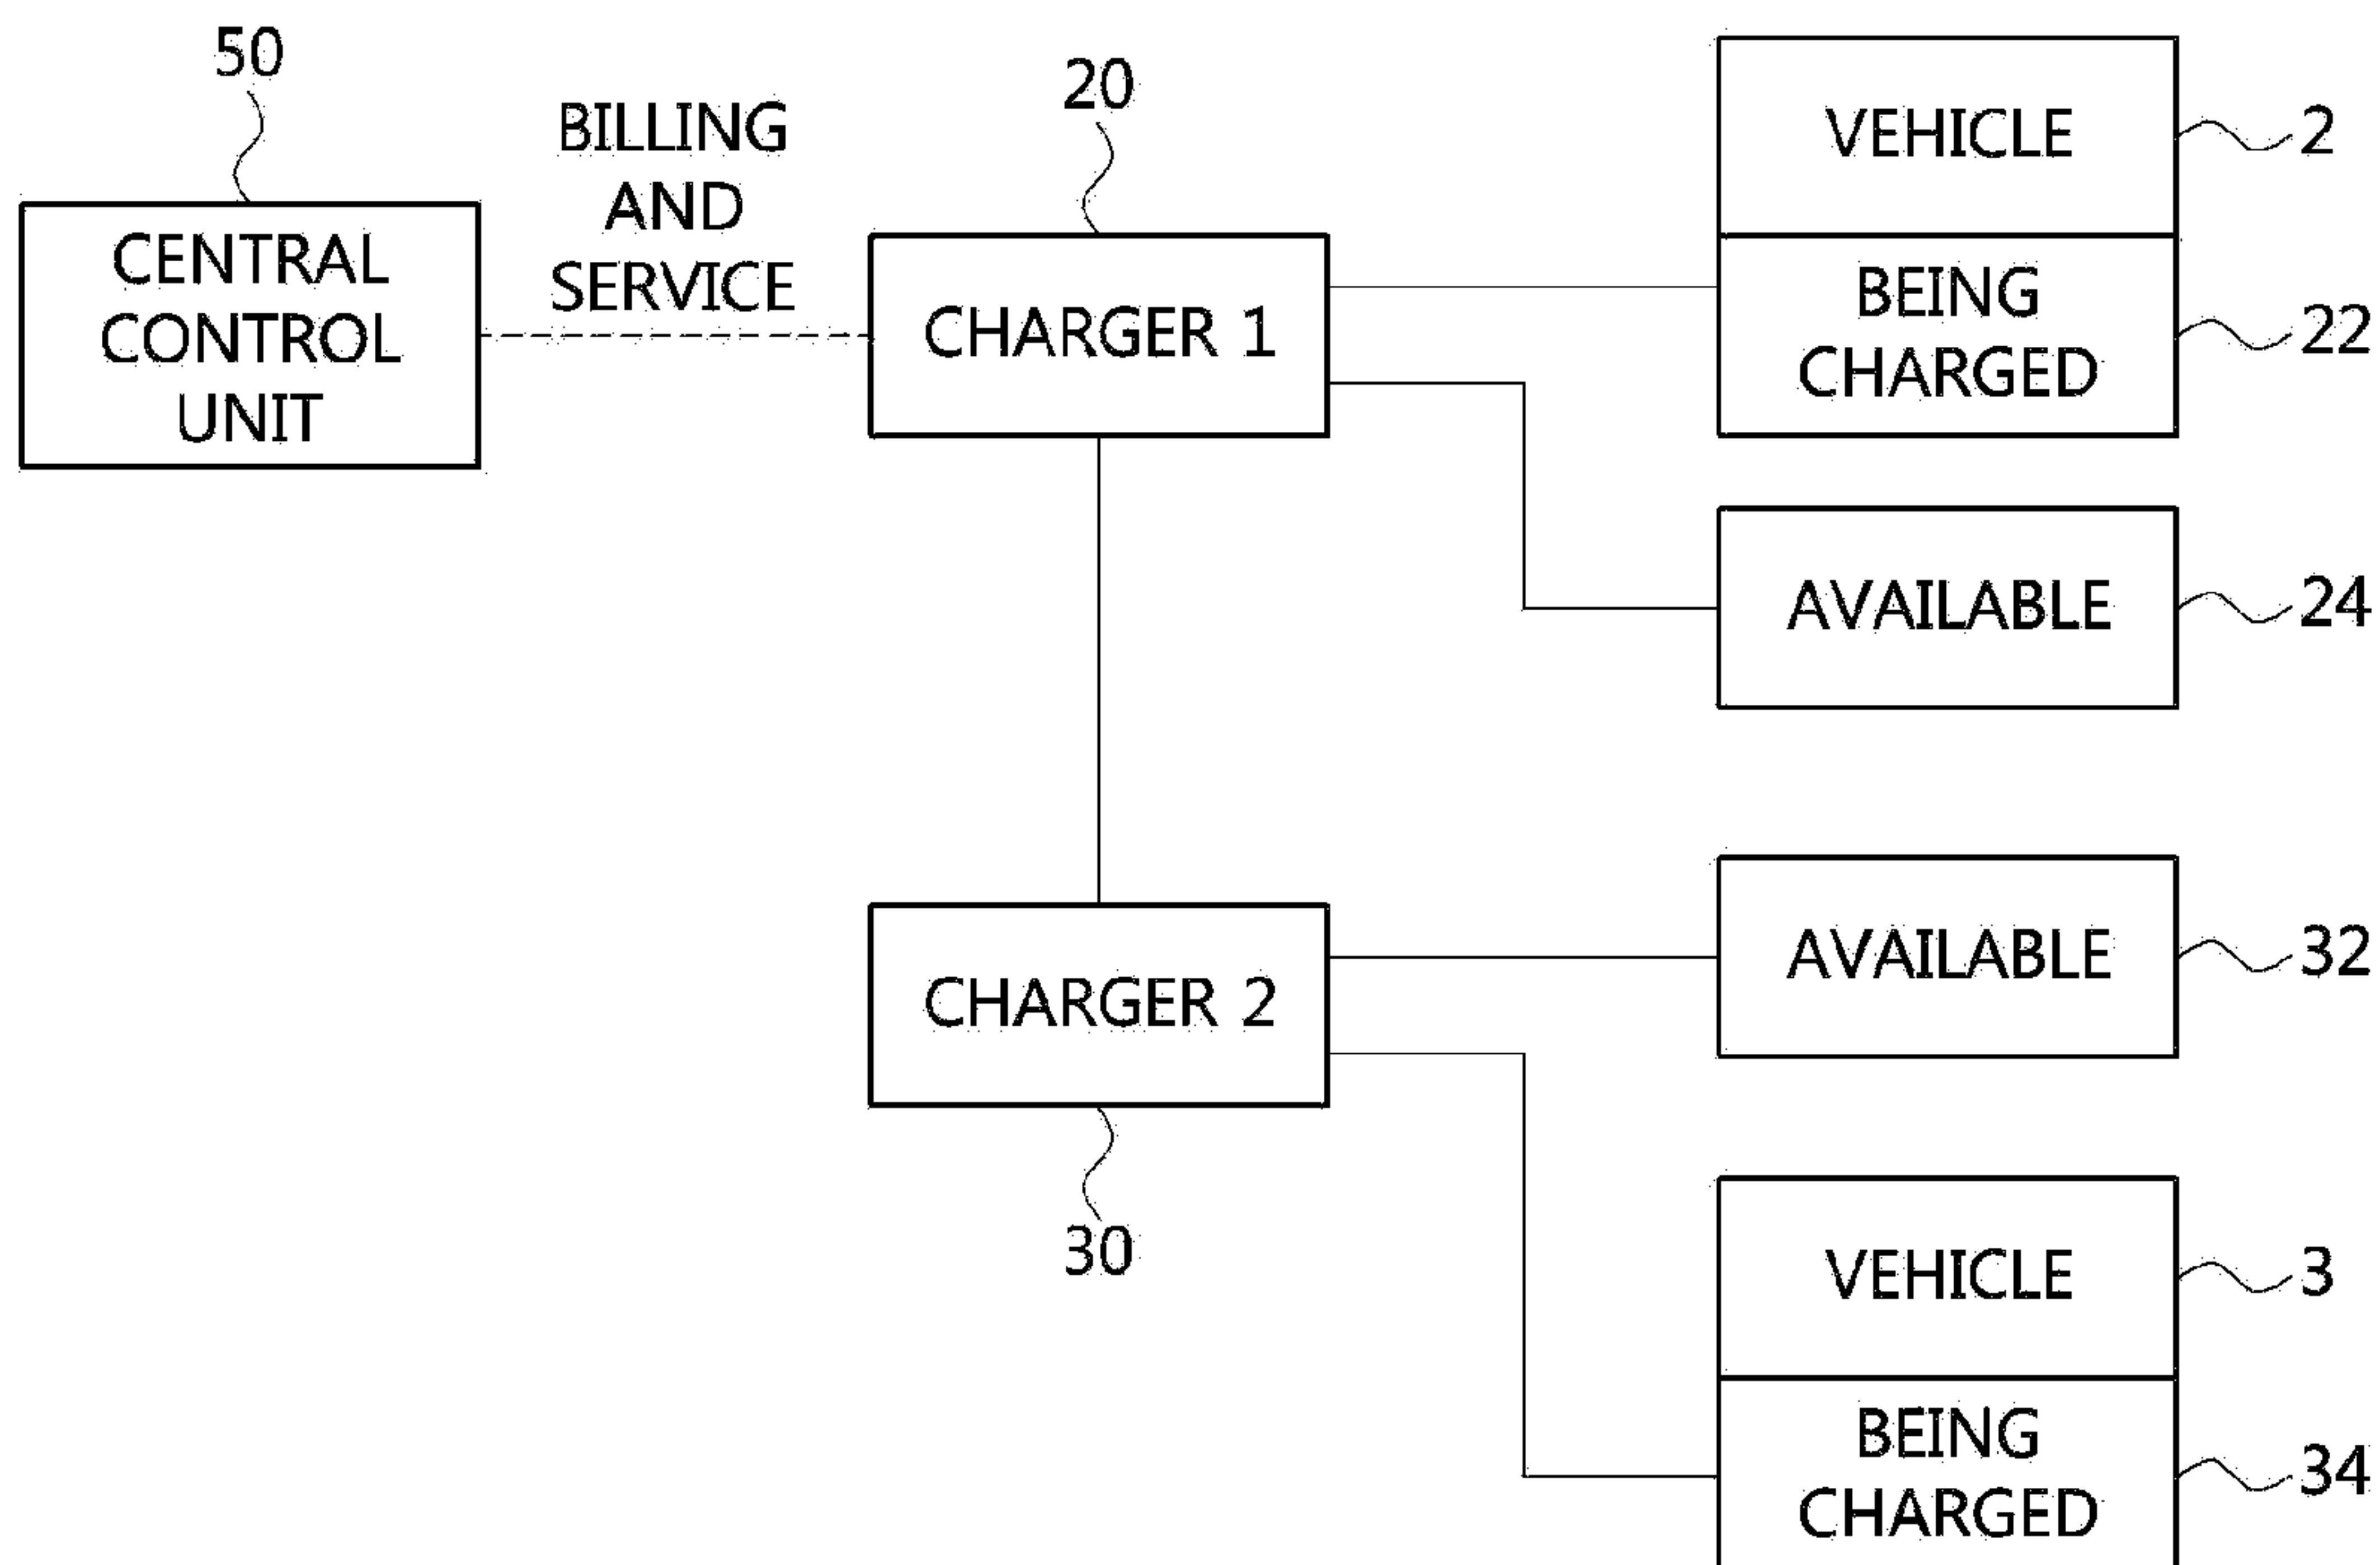 50
BILLING
AND
SERVICE
20
CENTRAL
CONTROL
UNIT
CHARGER 1
VEHICLE
2
BEING
CHARGED
22
AVAILABLE
24
CHARGER 2
30
AVAILABLE
32
VEHICLE
3
BEING
CHARGED
34